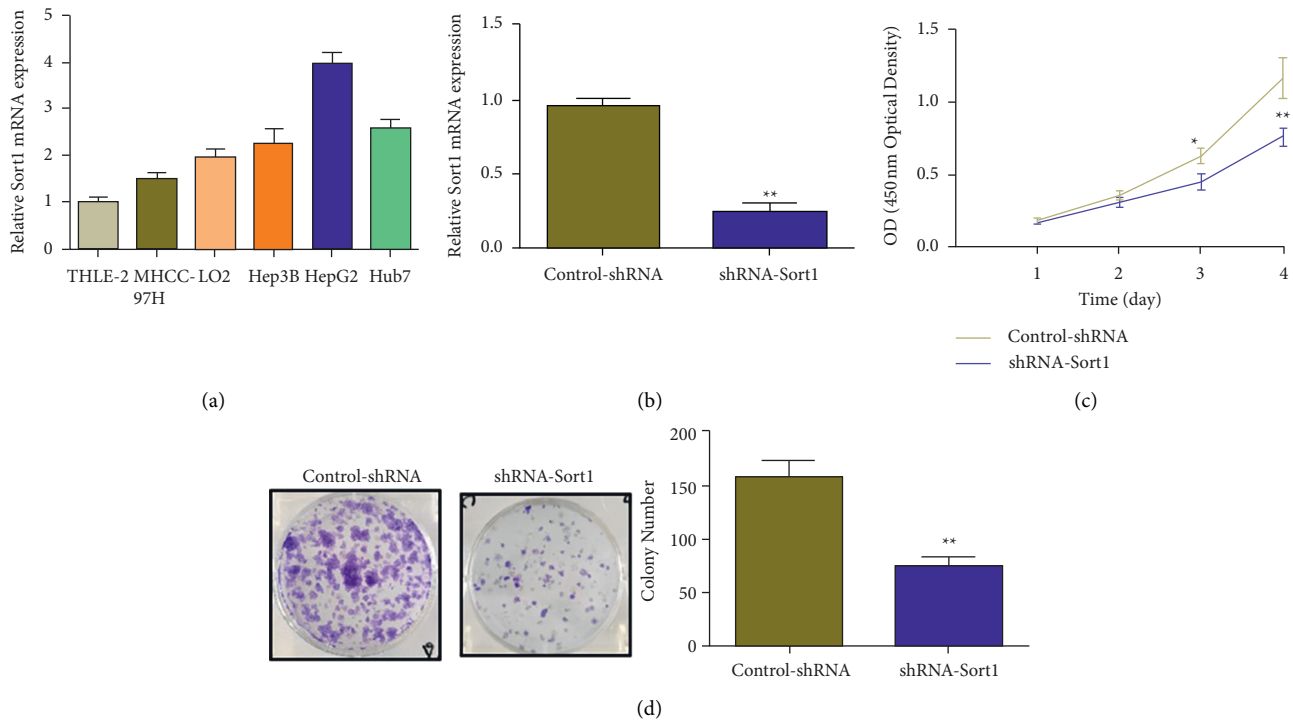 Relative Sort1 mRNA expression
5
4
3
2
1
0
THLE-2 MHCC-LO2 Hep3B HepG2 Hub7
97H
(a)
Relative Sort1 mRNA expression
1.5
1.0
0.5
0.0
**
Control-shRNA shRNA-Sort1
(b)
OD (450 nm Optical Density)
1.5
1.0
0.5
0.0
* **
1 2 3 4
Time (day)
Control-shRNA
shRNA-Sort1
(c)
Control-shRNA shRNA-Sort1
Colony Number
200
150
100
50
0
**
Control-shRNA shRNA-Sort1
(d)